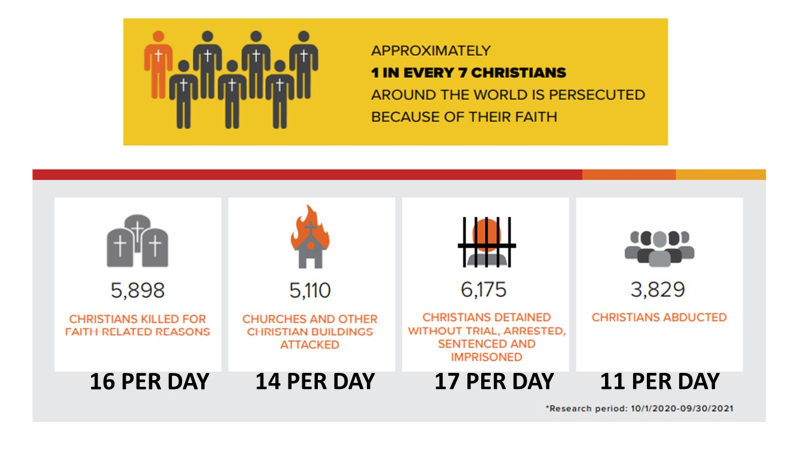 APPROXIMATELY
1 IN EVERY 7 CHRISTIANS
AROUND THE WORLD IS PERSECUTED
BECAUSE OF THEIR FAITH
5,898
CHRISTIANS KILLED FOR
FAITH RELATED REASONS
16 PER DAY
5,110
CHURCHES AND OTHER
CHRISTIAN BUILDINGS
ATTACKED
14 PER DAY
6,175
CHRISTIANS DETAINED
WITHOUT TRIAL, ARRESTED,
SENTENCED AND
IMPRISONED
17 PER DAY
3,829
CHRISTIANS ABDUCTED
11 PER DAY
*Research period: 10/1/2020-09/30/2021